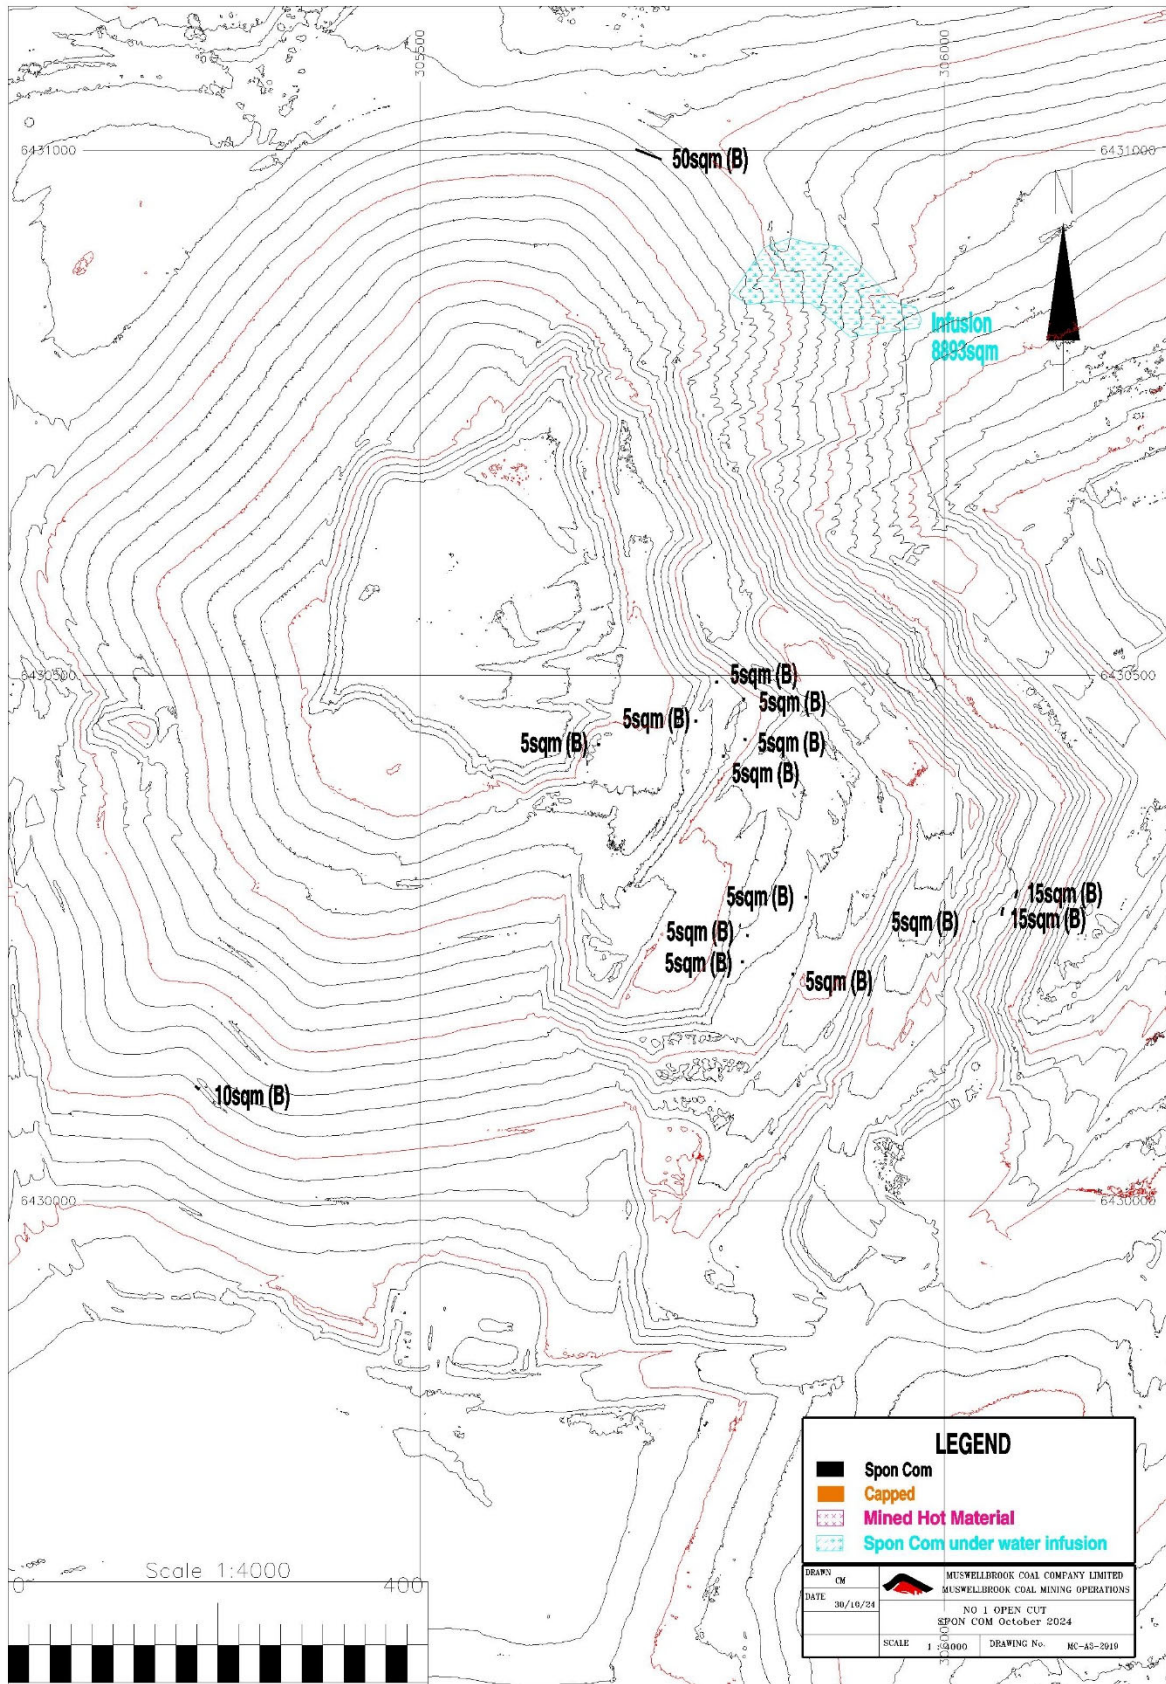 305500
306000
6431000
50sqm (B)
6431000
N
Infusion
8893sqm
6430500
5sqm (B)
6430500
5sqm (B)
5sqm (B)
5sqm (B)
5sqm (B)
5sqm (B)
5sqm (B)
15sqm (B)
5sqm (B)
15sqm (B)
5sqm (B)
5sqm (B)
5sqm (B)
10sqm (B)
6430000
6430000
LEGEND
Spon Com
Capped
Mined Hot Material
Spon Com under water infusion
Scale 1:4000
0
400
DRAWN
CM
DATE
30/10/24
MUSWELLBROOK COAL COMPANY LIMITED
MUSWELLBROOK COAL MINING OPERATIONS
NO 1 OPEN CUT
SPON COM October 2024
SCALE 1 : 4000 DRAWING No. MC-AS-2919